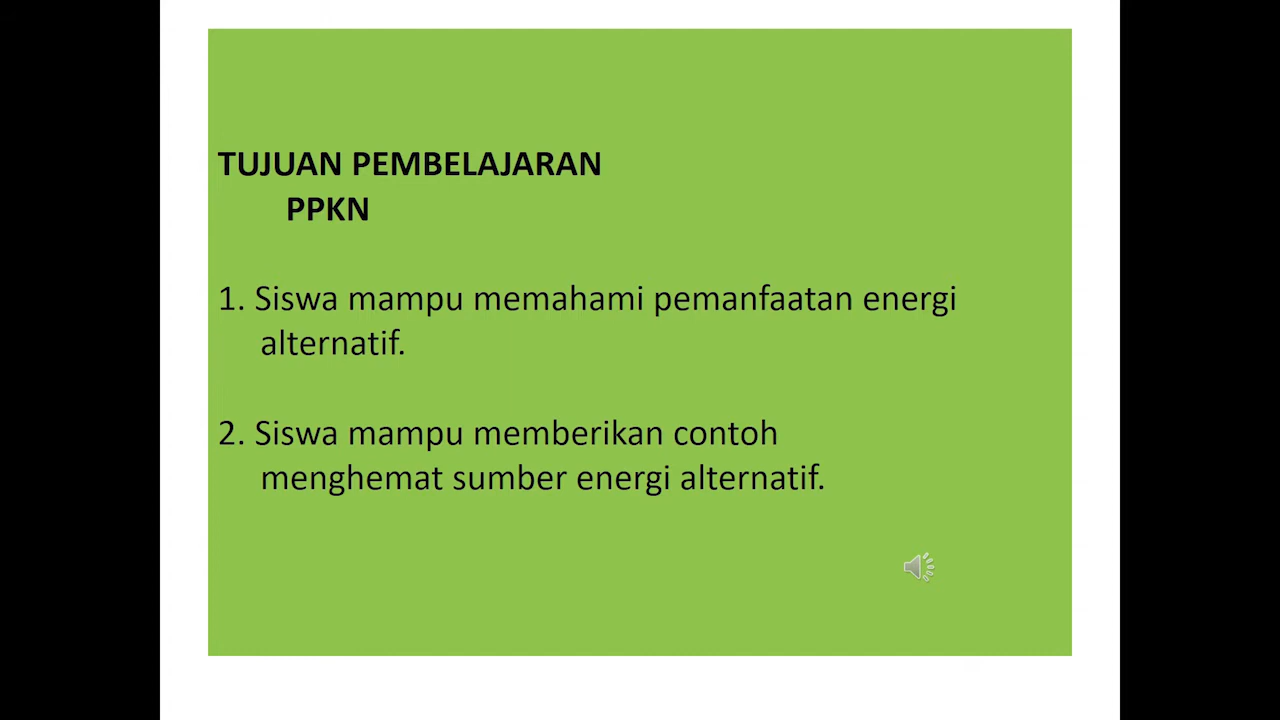 TUJUAN PEMBELAJARAN
PPKN
1. Siswa mampu memahami pemanfaatan energi
alternatif.
2. Siswa mampu memberikan contoh
menghemat sumber energi alternatif.